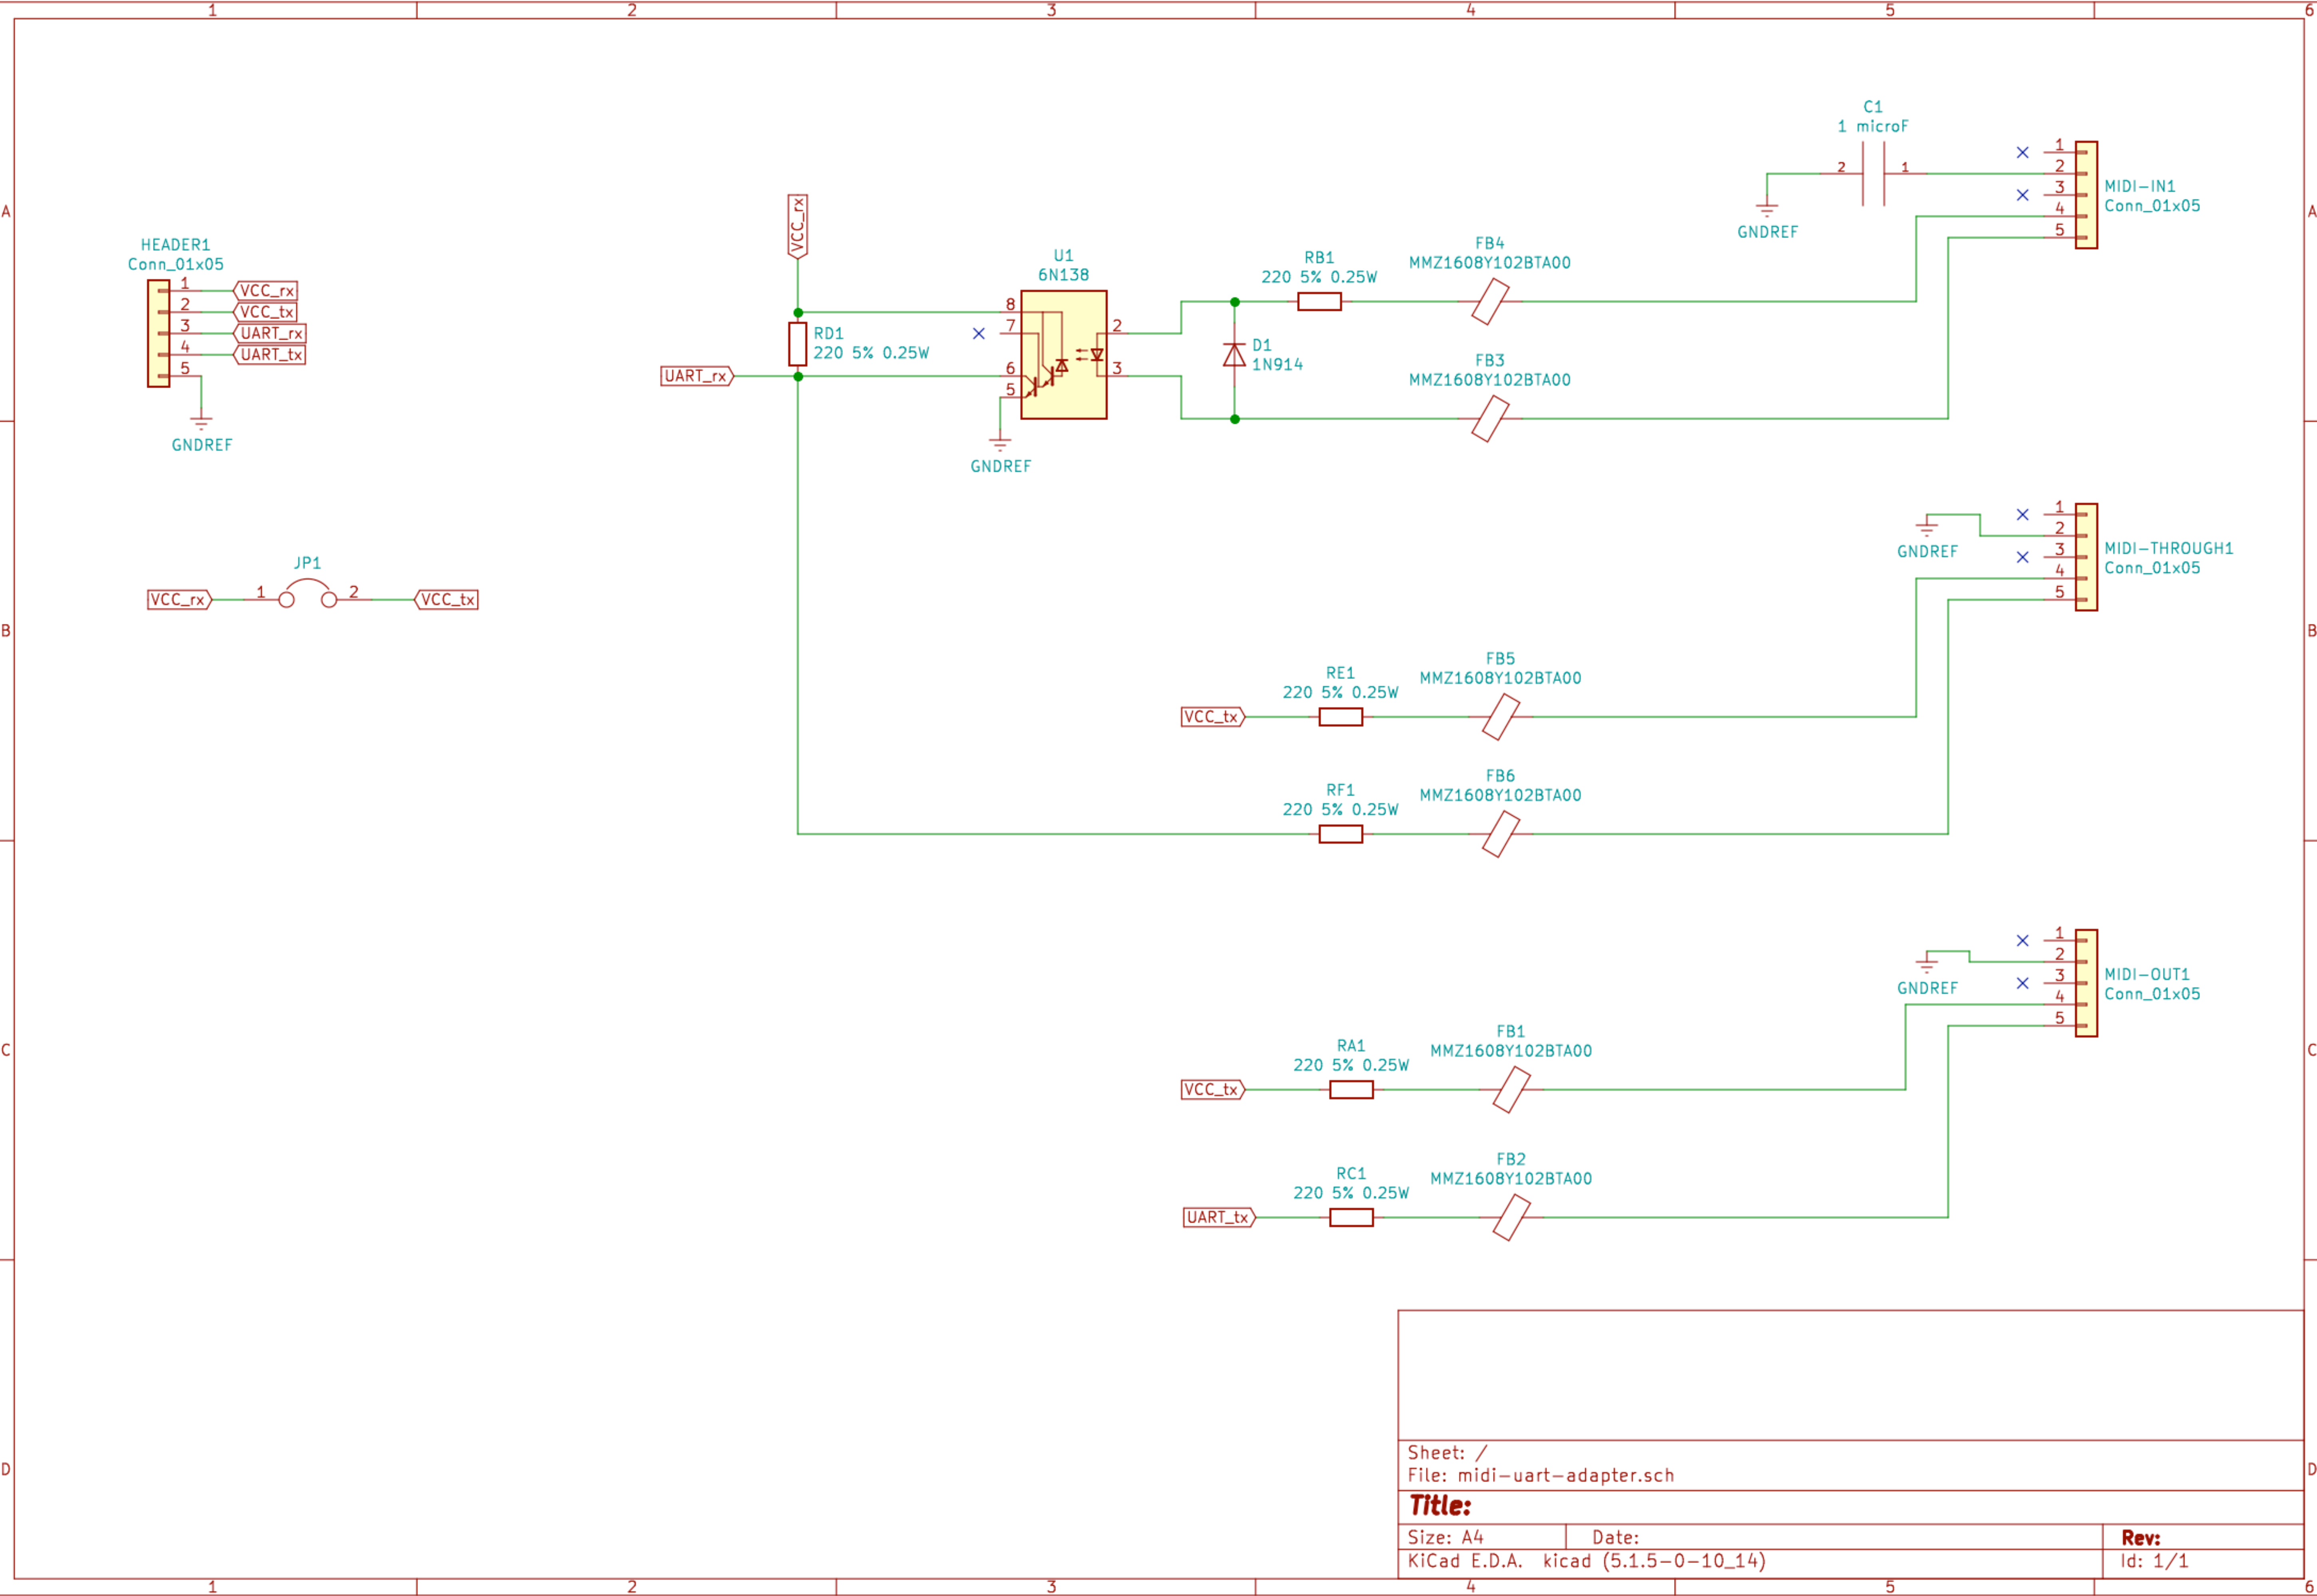 1 2 3 4 5 6
A
B
C
D
A
B
C
D
HEADER1
Conn_01x05
1
2
3
4
5
VCC_rx
VCC_tx
UART_rx
UART_tx
GNDREF
JP1
VCC_rx 1 2 VCC_tx
VCC_rx
RD1
220 5% 0.25W
UART_rx
U1
6N138
8
7
6
5
2
3
GNDREF
D1
1N914
RB1
220 5% 0.25W
FB4
MMZ1608Y102BTA00
FB3
MMZ1608Y102BTA00
C1
1 microF
2 1
GNDREF
1
2
3
4
5
MIDI-IN1
Conn_01x05
GNDREF
1
2
3
4
5
MIDI-THROUGH1
Conn_01x05
RE1
220 5% 0.25W
FB5
MMZ1608Y102BTA00
VCC_tx
RF1
220 5% 0.25W
FB6
MMZ1608Y102BTA00
GNDREF
1
2
3
4
5
MIDI-OUT1
Conn_01x05
RA1
220 5% 0.25W
FB1
MMZ1608Y102BTA00
VCC_tx
RC1
220 5% 0.25W
FB2
MMZ1608Y102BTA00
UART_tx
Sheet: /
File: midi-uart-adapter.sch
Title:
Size: A4 Date: Rev:
KiCad E.D.A. kicad (5.1.5-0-10_14) Id: 1/1
1 2 3 4 5 6